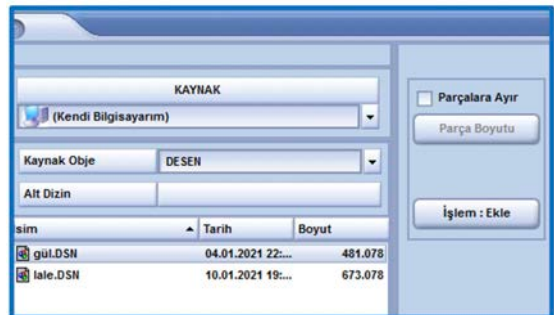 KAYNAK
(Kendi Bilgisayarım)
Kaynak Obje DESEN
Alt Dizin
sim Tarih Boyut
gül.DSN 04.01.2021 22:... 481.078
lale.DSN 10.01.2021 19:... 673.078
Parçalara Ayır
Parça Boyutu
İşlem : Ekle